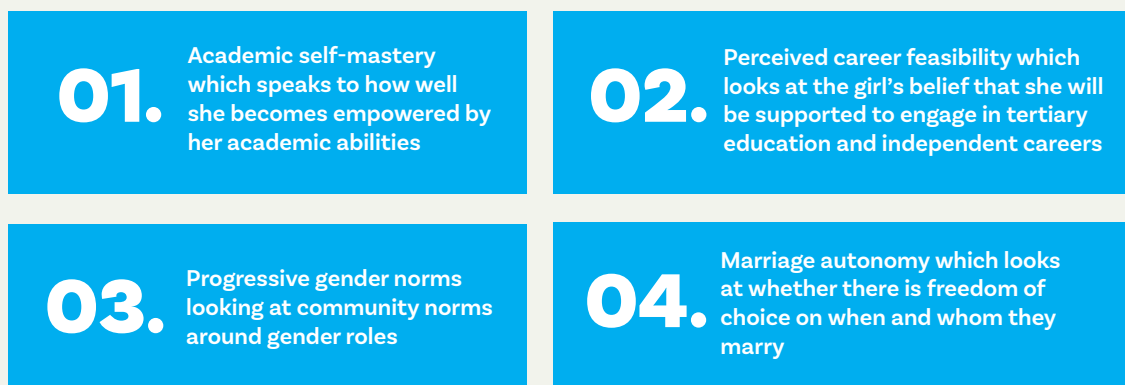 01.
Academic self-mastery
which speaks to how well
she becomes empowered by
her academic abilities
02.
Perceived career feasibility which
looks at the girl's belief that she will
be supported to engage in tertiary
education and independent careers
03.
Progressive gender norms
looking at community norms
around gender roles
04.
Marriage autonomy which looks
at whether there is freedom of
choice on when and whom they
marry